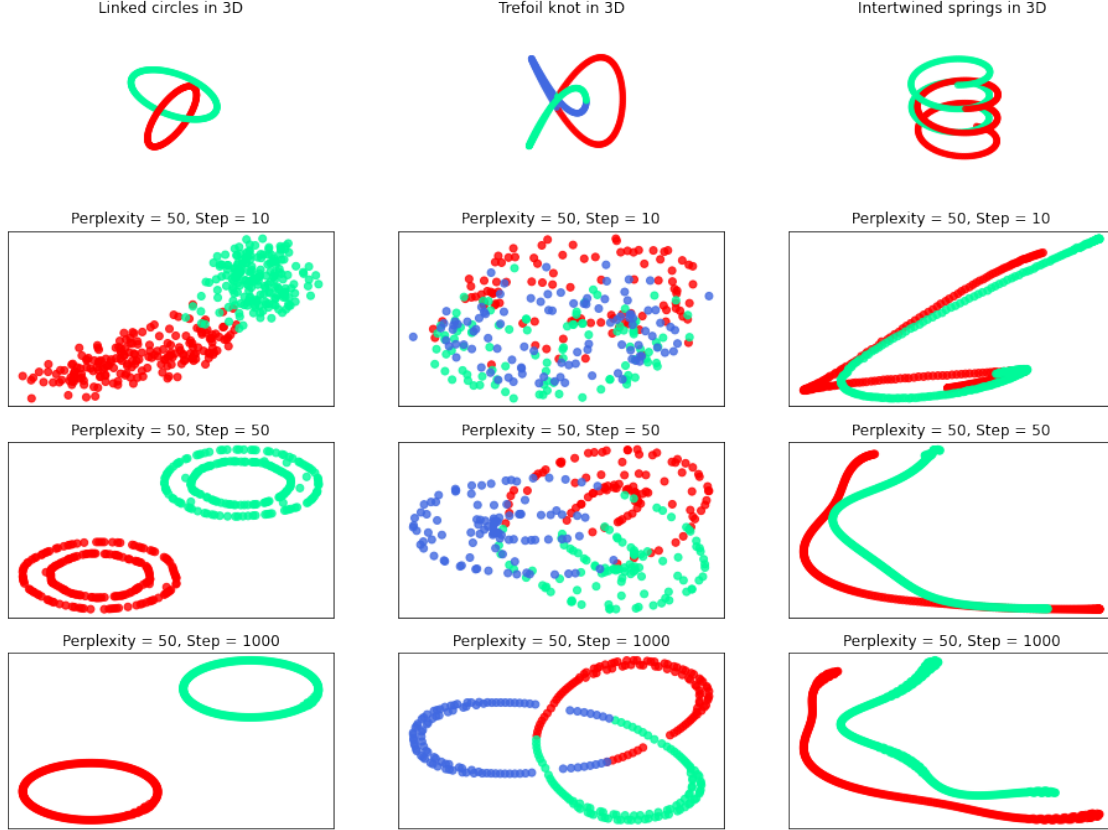 Linked circles in 3D
Trefoil knot in 3D
Intertwined springs in 3D
Perplexity = 50, Step = 10
Perplexity = 50, Step = 10
Perplexity = 50, Step = 10
Perplexity = 50, Step = 50
Perplexity = 50, Step = 50
Perplexity = 50, Step = 50
Perplexity = 50, Step = 1000
Perplexity = 50, Step = 1000
Perplexity = 50, Step = 1000